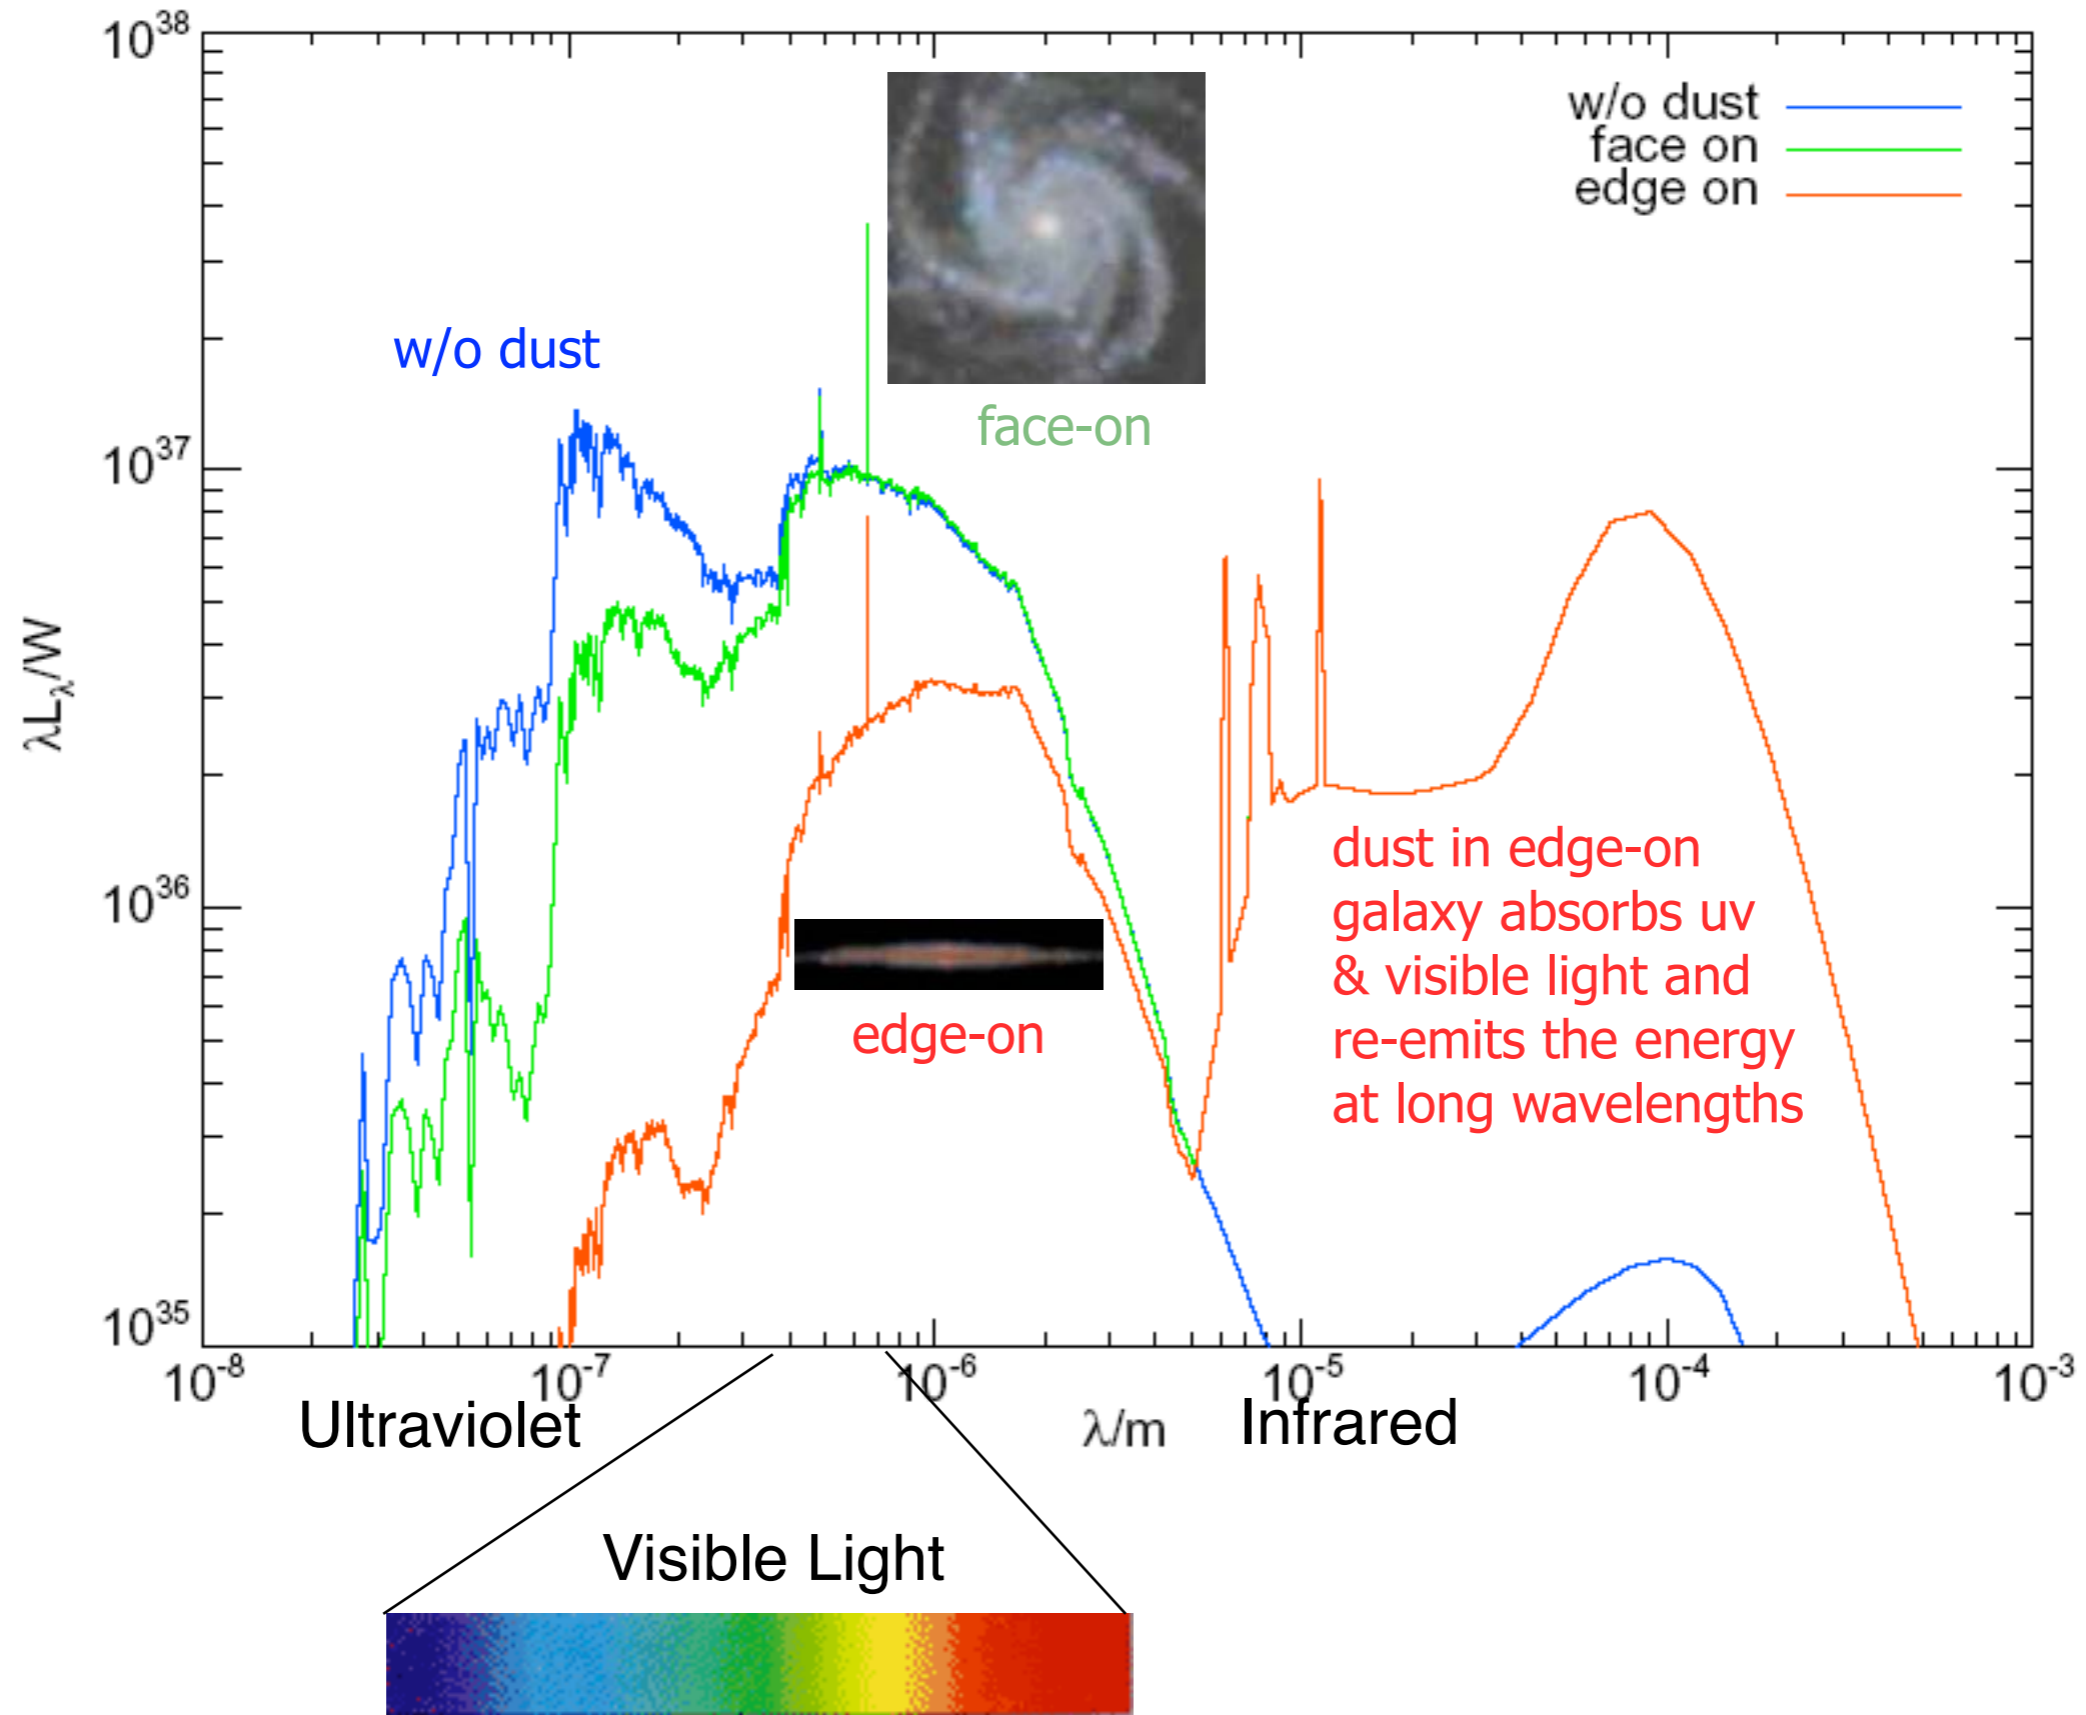 10^38
w/o dust
face on
edge on
w/o dust
face-on
10^37
λL_λ/W
dust in edge-on
galaxy absorbs uv
& visible light and
re-emits the energy
at long wavelengths
10^36
edge-on
10^35
10^-8 10^-7 10^-6 10^-5 10^-4 10^-3
Ultraviolet λ/m Infrared
Visible Light